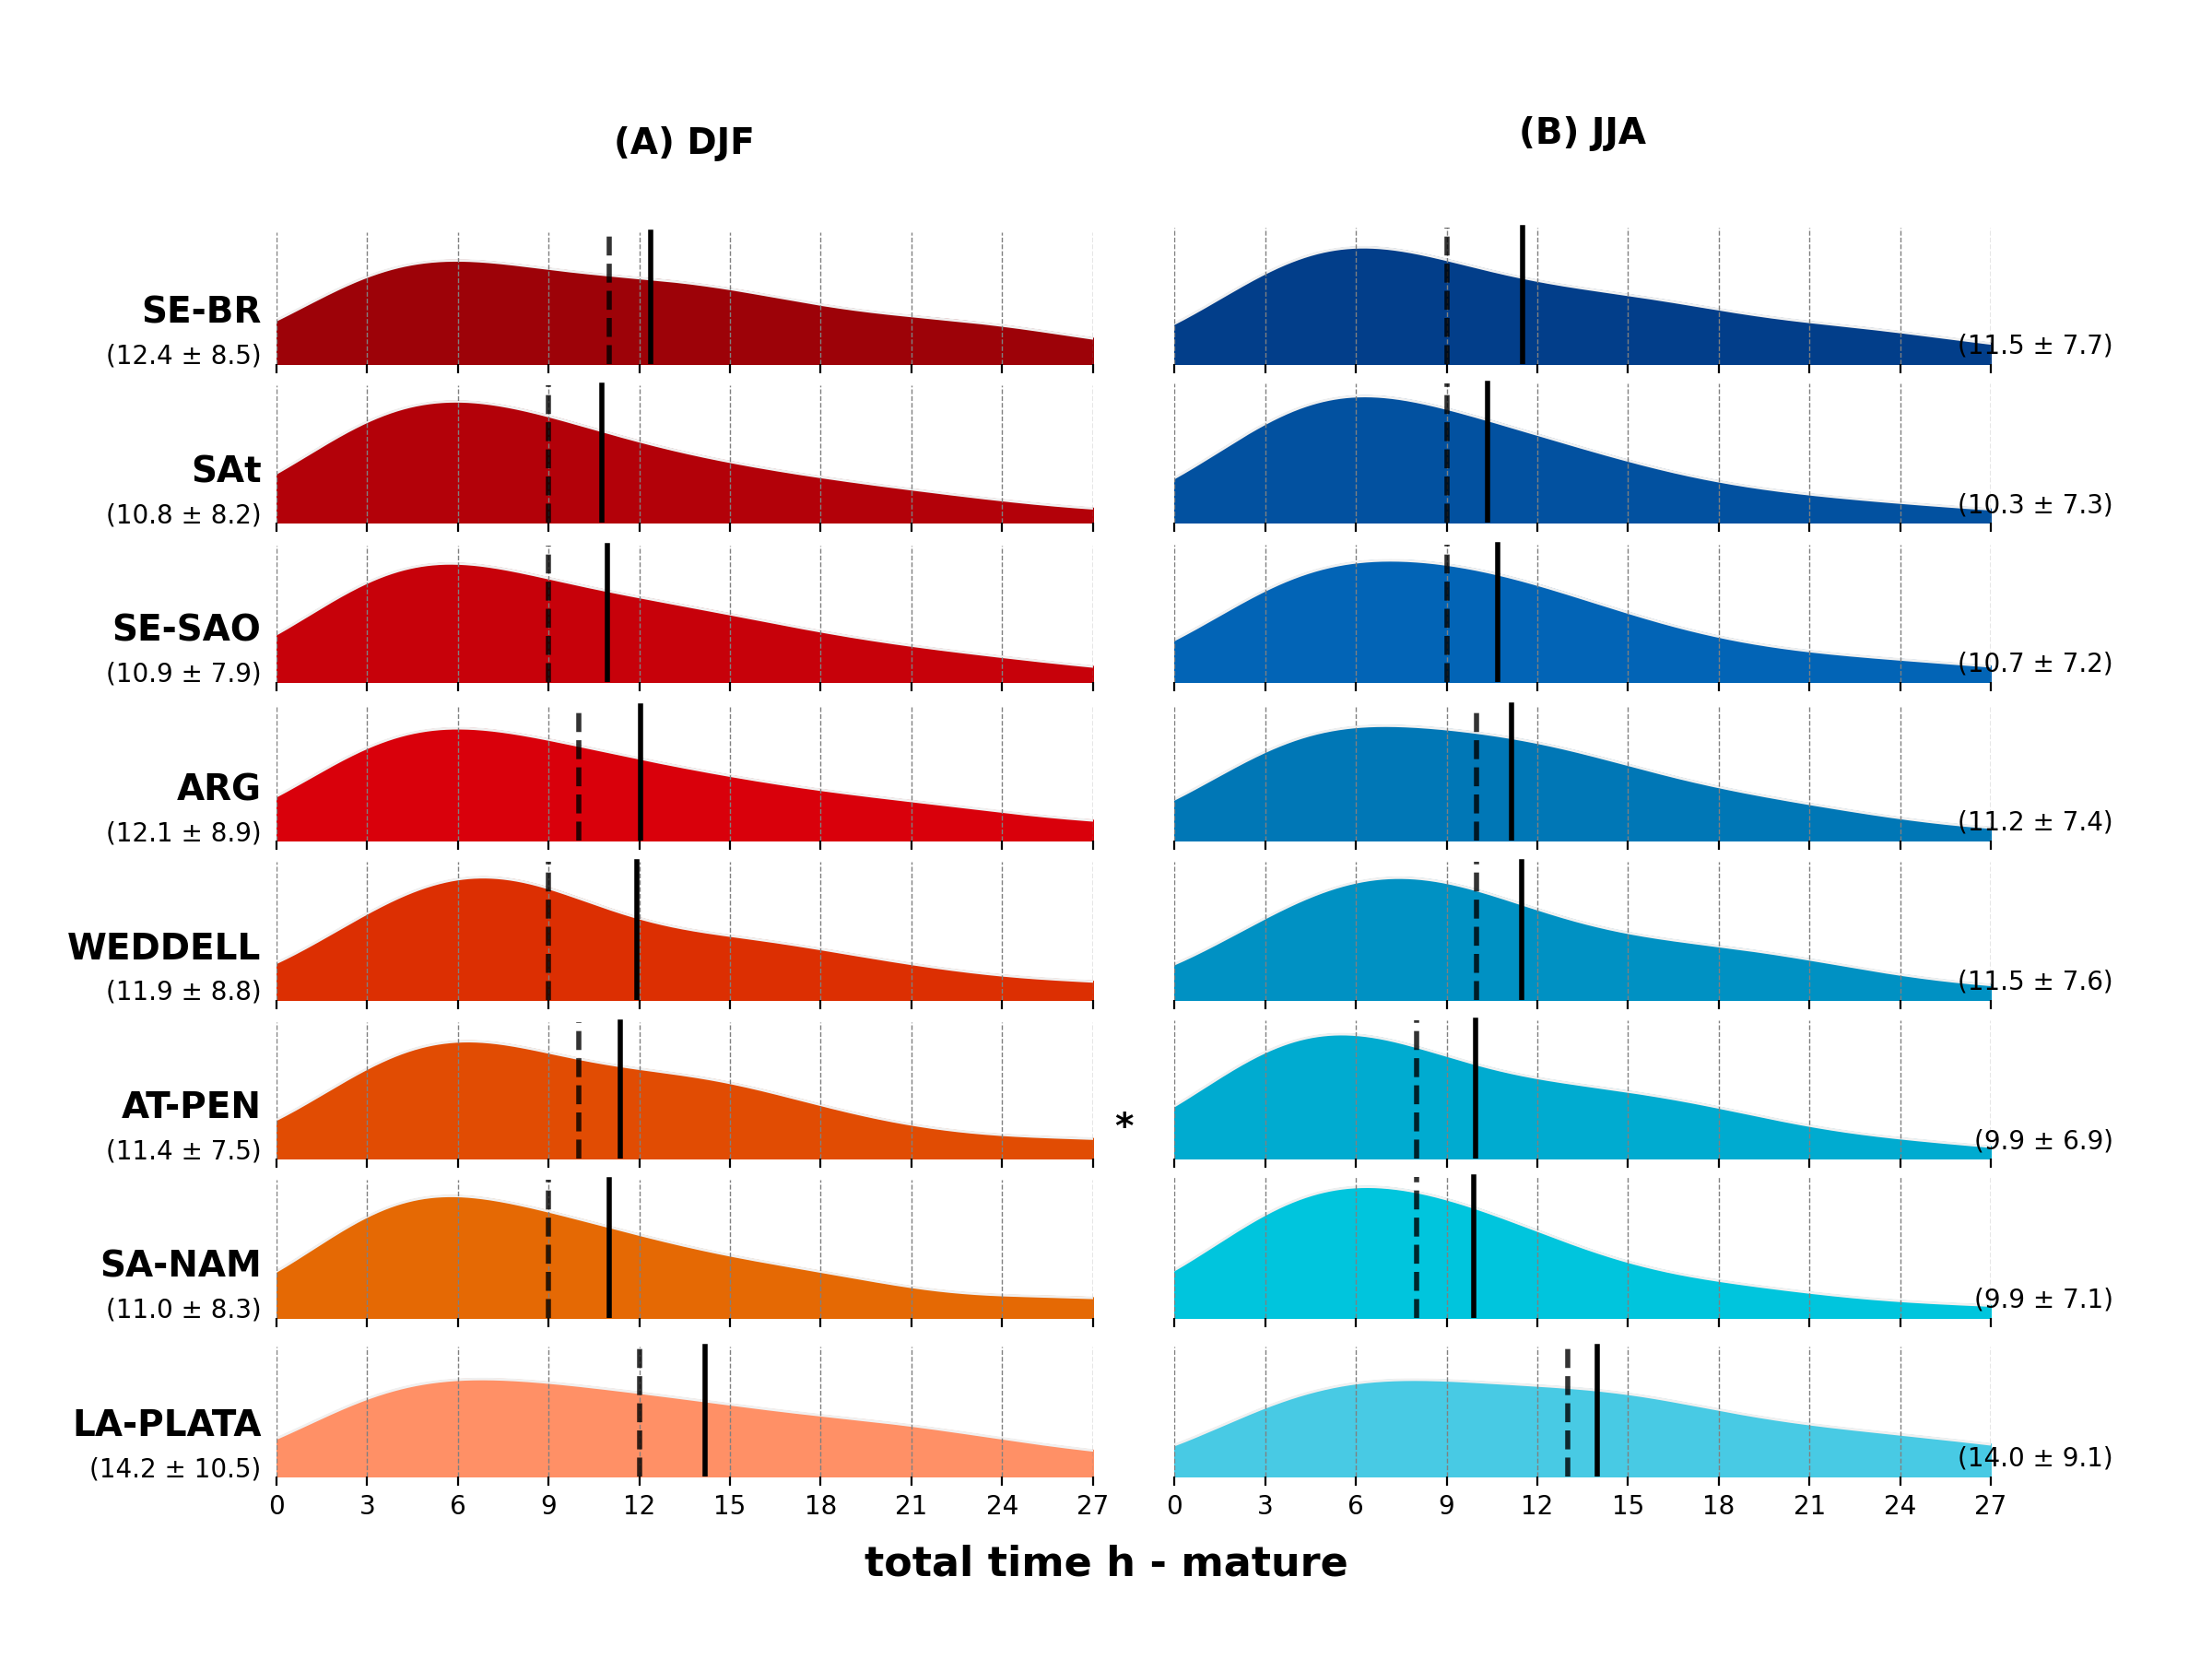 (A) DJF (B) JJA
SE-BR
(12.4 ± 8.5) (11.5 ± 7.7)
SAt
(10.8 ± 8.2) (10.3 ± 7.3)
SE-SAO
(10.9 ± 7.9) (10.7 ± 7.2)
ARG
(12.1 ± 8.9) (11.2 ± 7.4)
WEDDELL
(11.9 ± 8.8) (11.5 ± 7.6)
AT-PEN *
(11.4 ± 7.5) (9.9 ± 6.9)
SA-NAM
(11.0 ± 8.3) (9.9 ± 7.1)
LA-PLATA
(14.2 ± 10.5) (14.0 ± 9.1)
0 3 6 9 12 15 18 21 24 27 0 3 6 9 12 15 18 21 24 27
total time h - mature